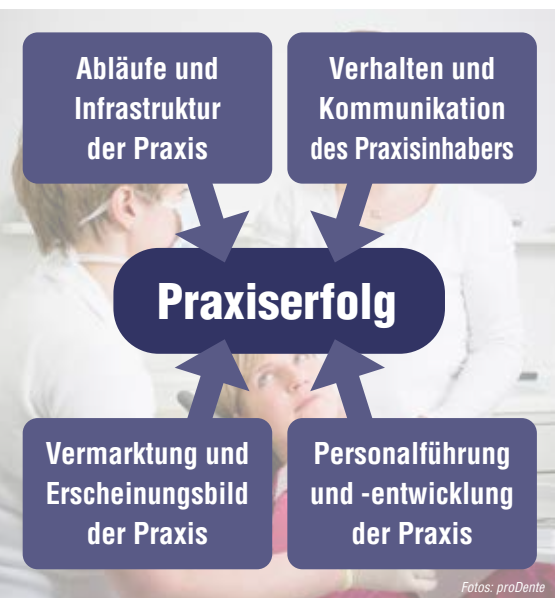 Abläufe und
Infrastruktur
der Praxis
Verhalten und
Kommunikation
des Praxisinhabers
Praxiserfolg
Vermarktung und
Erscheinungsbild
der Praxis
Personalführung
und -entwicklung
der Praxis
Fotos: proDente